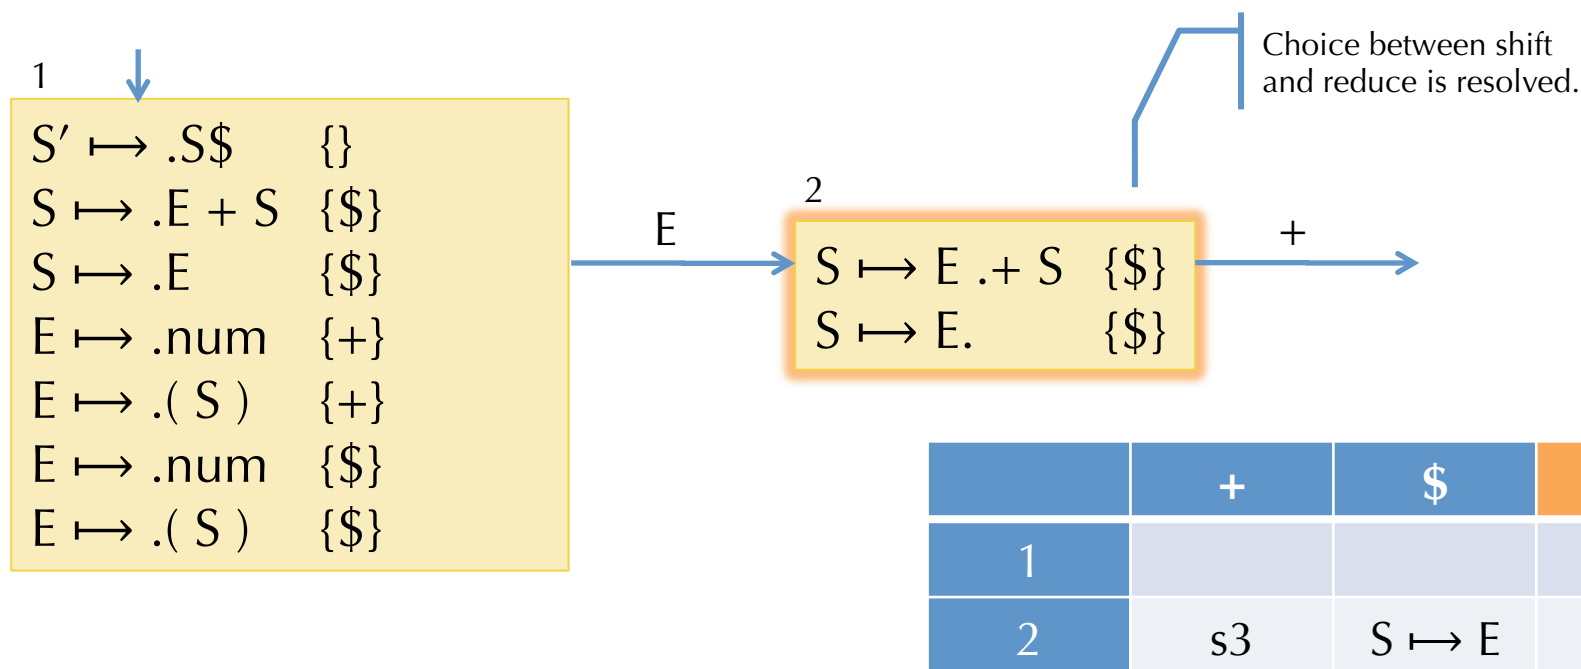 Choice between shift
and reduce is resolved.
1
S′ ⟼ .S$ {}
S ⟼ .E + S {$}
S ⟼ .E {$}
E ⟼ .num {+}
E ⟼ .( S ) {+}
E ⟼ .num {$}
E ⟼ .( S ) {$}
E
2
S ⟼ E .+ S {$}
S ⟼ E. {$}
+
+ $
1
2 s3 S ⟼ E